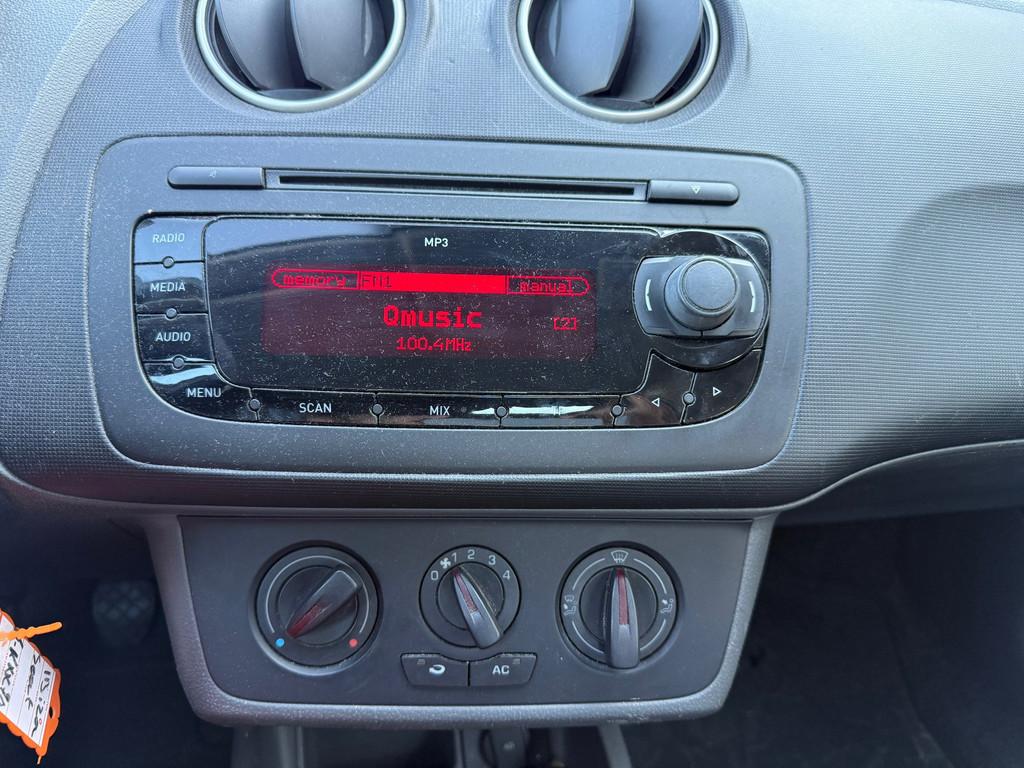 RADIO
MP3
MEDIA
memory FM1 manual
Qmusic [2]
AUDIO
100.4MHz
MENU
SCAN
MIX
0 1 2 3 4
AC